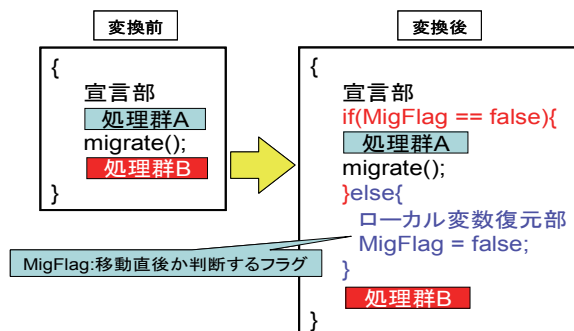 変換前
{
宣言部
処理群A
migrate();
処理群B
}
変換後
{
宣言部
if(MigFlag == false){
処理群A
migrate();
}else{
ローカル変数復元部
MigFlag = false;
}
処理群B
}
MigFlag:移動直後か判断するフラグ